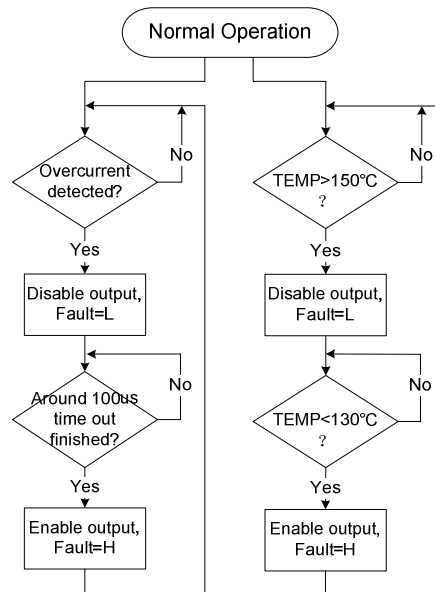 Normal Operation
No
Overcurrent
detected?
Yes
Disable output,
Fault=L
No
Around 100us
time out
finished?
Yes
Enable output,
Fault=H
No
TEMP>150°C
?
Yes
Disable output,
Fault=L
No
TEMP<130°C
?
Yes
Enable output,
Fault=H